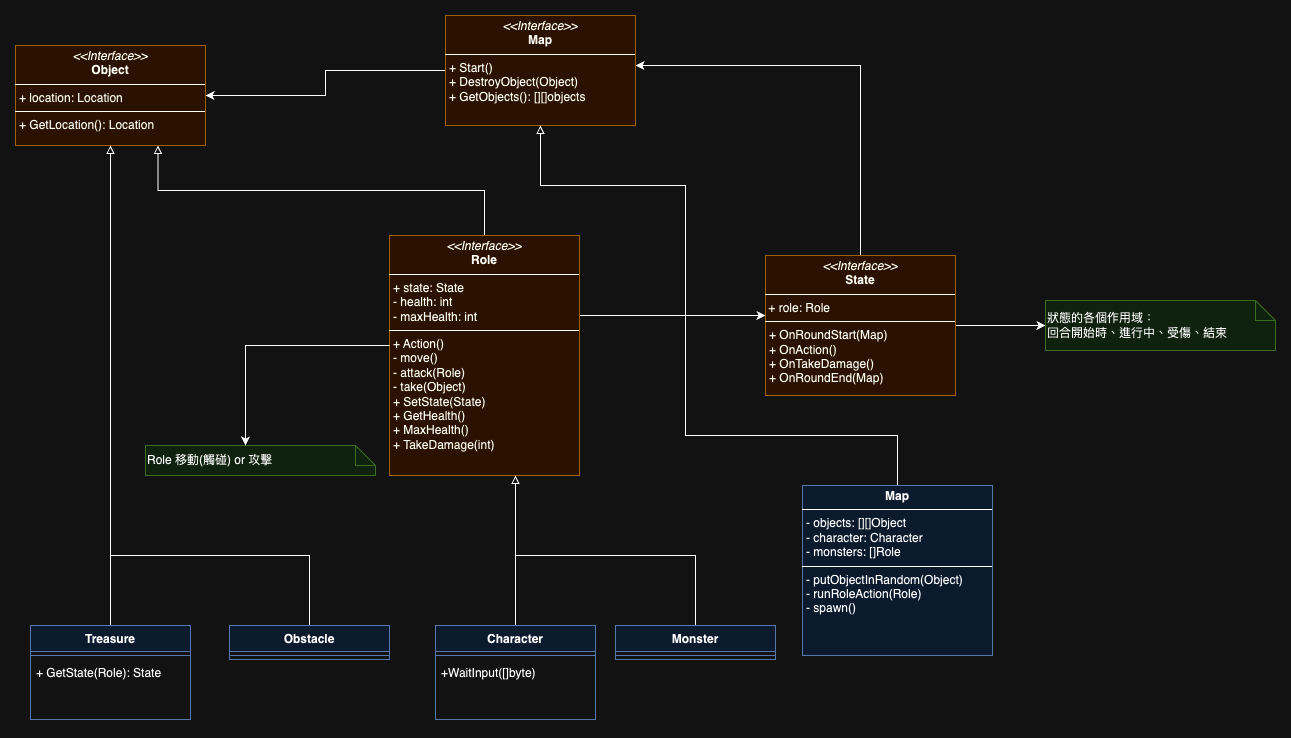 <<Interface>>
Object
+ location: Location
+ GetLocation(): Location
<<Interface>>
Map
+ Start()
+ DestroyObject(Object)
+ GetObjects(): [][]objects
<<Interface>>
Role
+ state: State
- health: int
- maxHealth: int
+ Action()
- move()
- attack(Role)
- take(Object)
+ SetState(State)
+ GetHealth()
+ MaxHealth()
+ TakeDamage(int)
<<Interface>>
State
+ role: Role
+ OnRoundStart(Map)
+ OnAction()
+ OnTakeDamage()
+ OnRoundEnd(Map)
狀態的各個作用域：
回合開始時、進行中、受傷、結束
Role 移動(觸碰) or 攻擊
Map
- objects: [][]Object
- character: Character
- monsters: []Role
- putObjectInRandom(Object)
- runRoleAction(Role)
- spawn()
Treasure
+ GetState(Role): State
Obstacle
Character
+WaitInput([]byte)
Monster